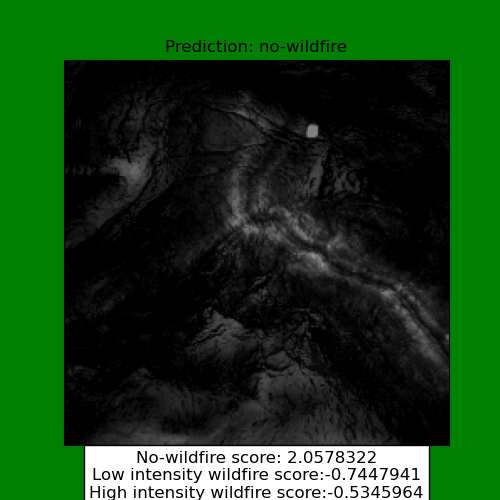 Prediction: no-wildfire
No-wildfire score: 2.0578322
Low intensity wildfire score:-0.7447941
High intensity wildfire score:-0.5345964